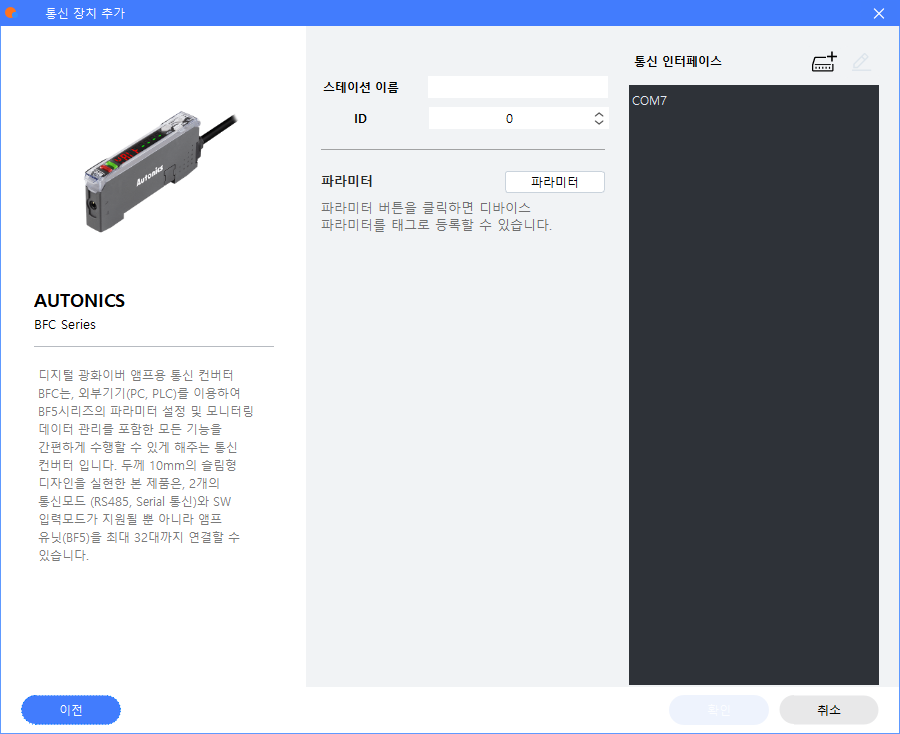 통신 장치 추가
Autonics
AUTONICS
BFC Series
디지털 광화이버 앰프용 통신 컨버터
BFC는, 외부기기(PC, PLC)를 이용하여
BF5시리즈의 파라미터 설정 및 모니터링
데이터 관리를 포함한 모든 기능을
간편하게 수행할 수 있게 해주는 통신
컨버터 입니다. 두께 10mm의 슬림형
디자인을 실현한 본 제품은, 2개의
통신모드 (RS485, Serial 통신)와 SW
입력모드가 지원될 뿐 아니라 앰프
유닛(BF5)을 최대 32대까지 연결할 수
있습니다.
스테이션 이름
ID 0
파라미터 파라미터
파라미터 버튼을 클릭하면 디바이스
파라미터를 태그로 등록할 수 있습니다.
통신 인터페이스
COM7
이전 확인 취소